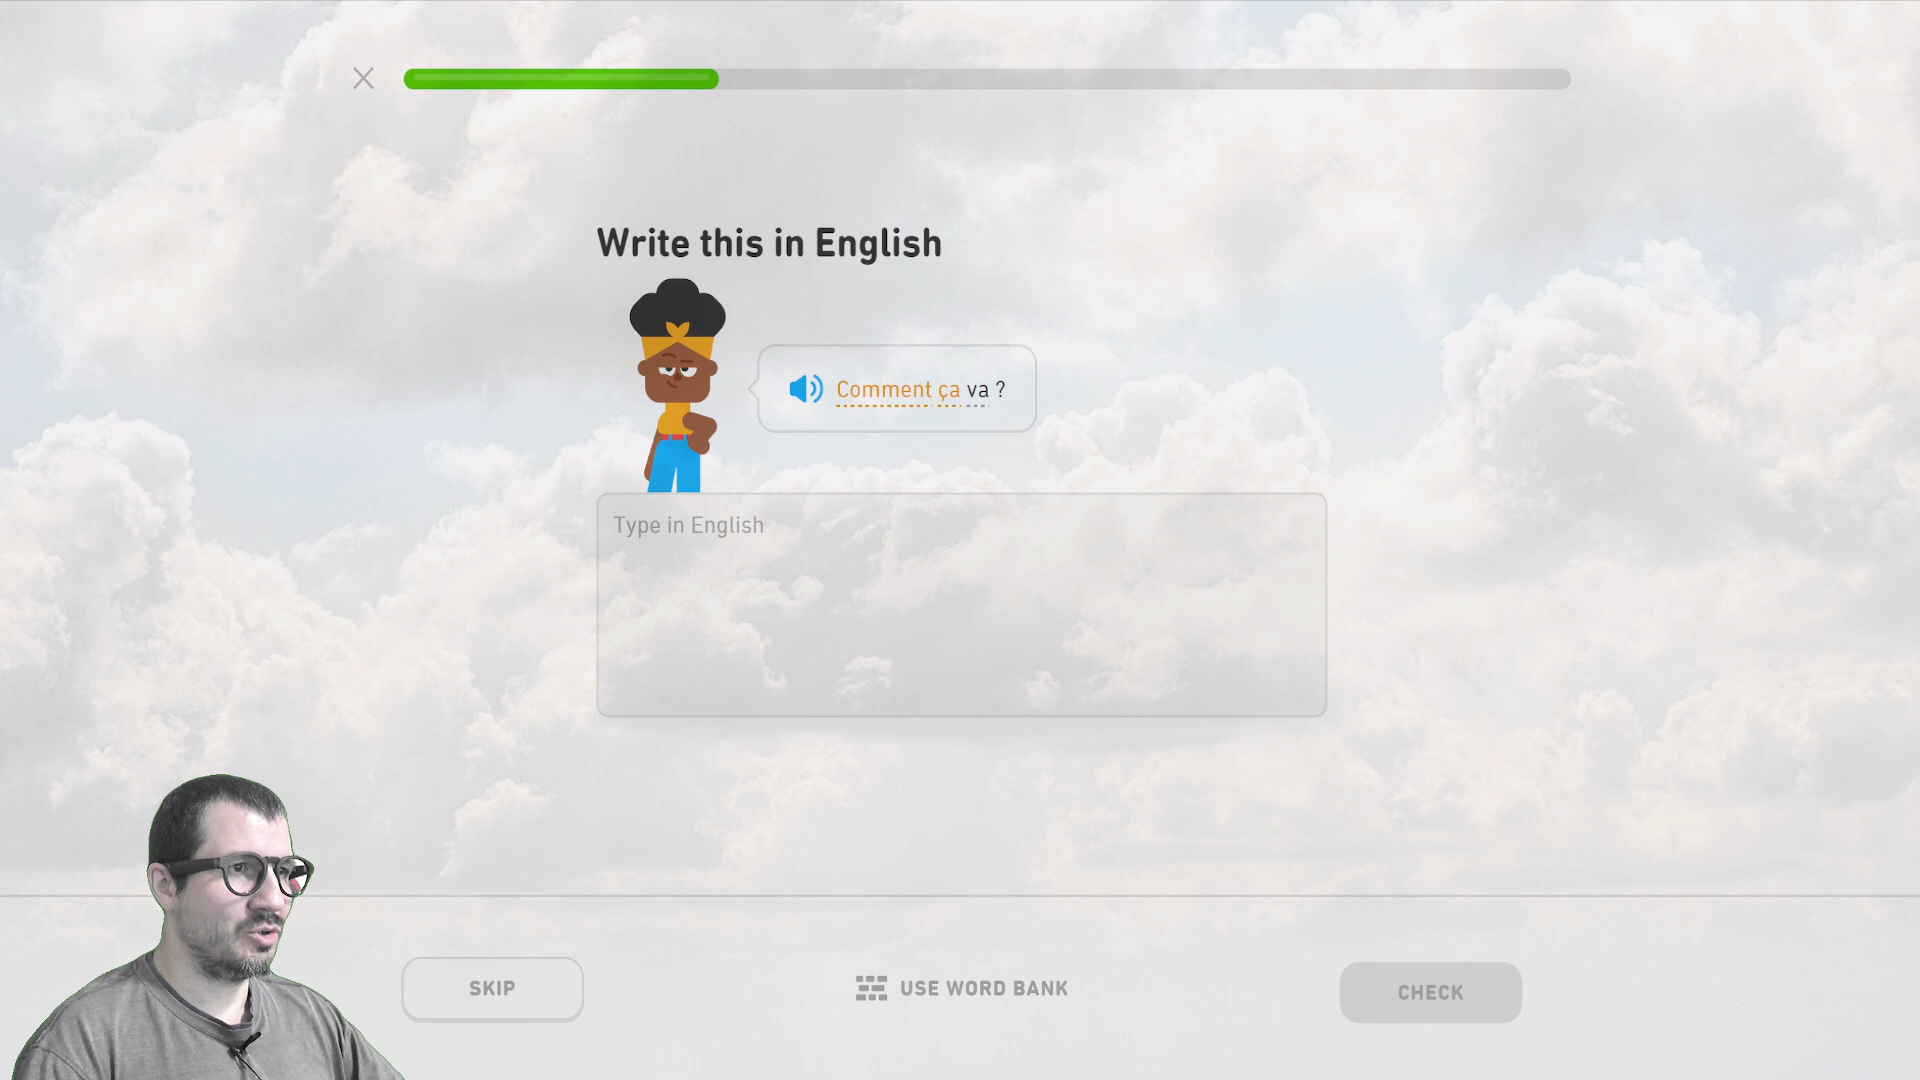 Write this in English
Comment ça va ?
Type in English
SKIP
USE WORD BANK
CHECK